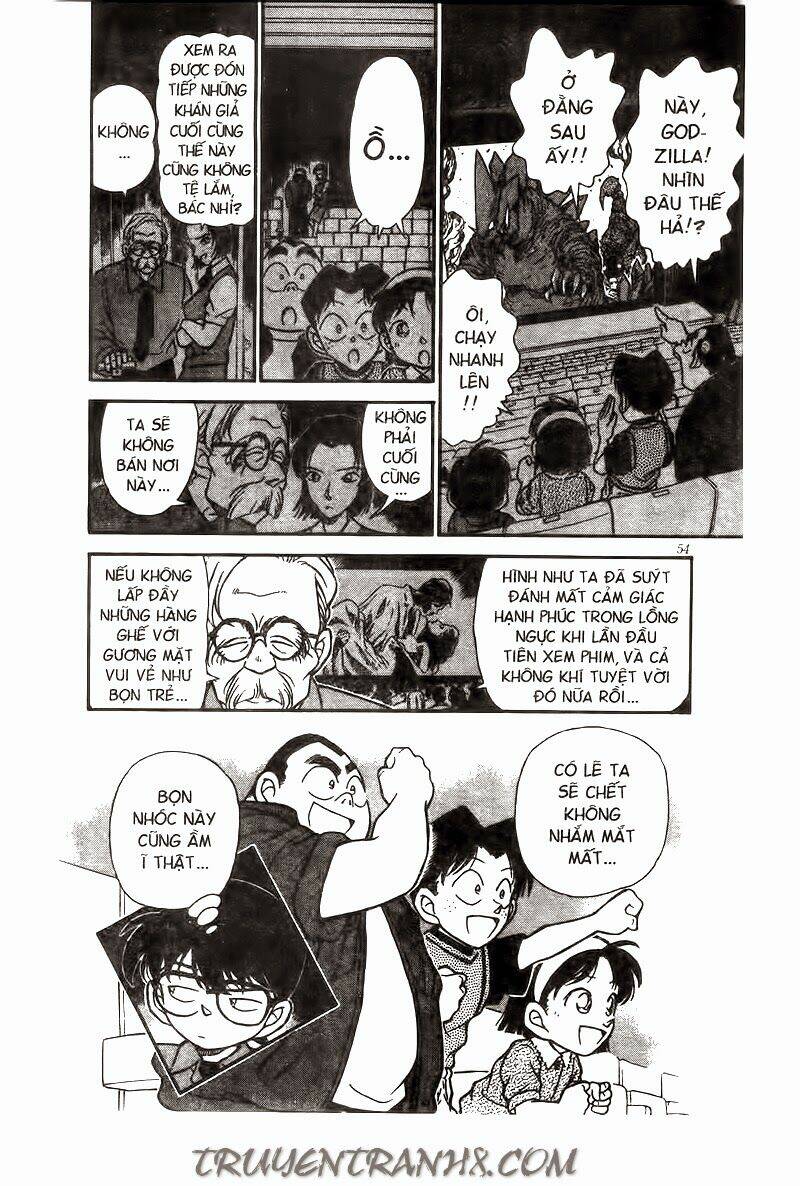 NÀY,
GOD-
ZILLA!
NHÌN
ĐÂU THẾ
HẢ!?
Ở
ĐẰNG
SAU
ẤY!!
ÔI,
CHẠY
NHANH
LÊN
!!
Ồ...
XEM RA
ĐƯỢC ĐÓN
TIẾP NHỮNG
KHÁN GIẢ
CUỐI CÙNG
THẾ NÀY
CŨNG KHÔNG
TỆ LẮM,
BÁC NHỈ?
KHÔNG
...
KHÔNG
PHẢI
CUỐI
CÙNG
...
TA SẼ
KHÔNG
BÁN NƠI
NÀY...
54
HÌNH NHƯ TA ĐÃ SUÝT
ĐÁNH MẤT CẢM GIÁC
HẠNH PHÚC TRONG LỒNG
NGỰC KHI LẦN ĐẦU
TIÊN XEM PHIM, VÀ CẢ
KHÔNG KHÍ TUYỆT VỜI
ĐÓ NỮA RỒI...
NẾU KHÔNG
LẤP ĐẦY
NHỮNG HÀNG
GHẾ VỚI
GƯƠNG MẶT
VUI VẺ NHƯ
BỌN TRẺ...
CÓ LẼ TA
SẼ CHẾT
KHÔNG
NHẮM MẮT
MẤT...
BỌN
NHÓC NÀY
CŨNG ẦM
Ĩ THẬT...
TRUYENTRANH8.COM